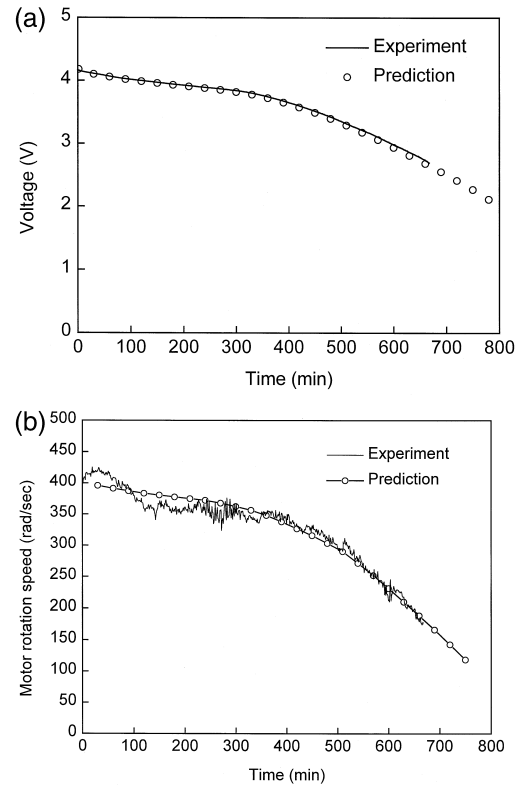 (a)
5
4
3
2
1
0
Voltage (V)
Experiment
Prediction
0 100 200 300 400 500 600 700 800
Time (min)
(b)
500
450
400
350
300
250
200
150
100
50
0
Motor rotation speed (rad/sec)
Experiment
Prediction
0 100 200 300 400 500 600 700 800
Time (min)